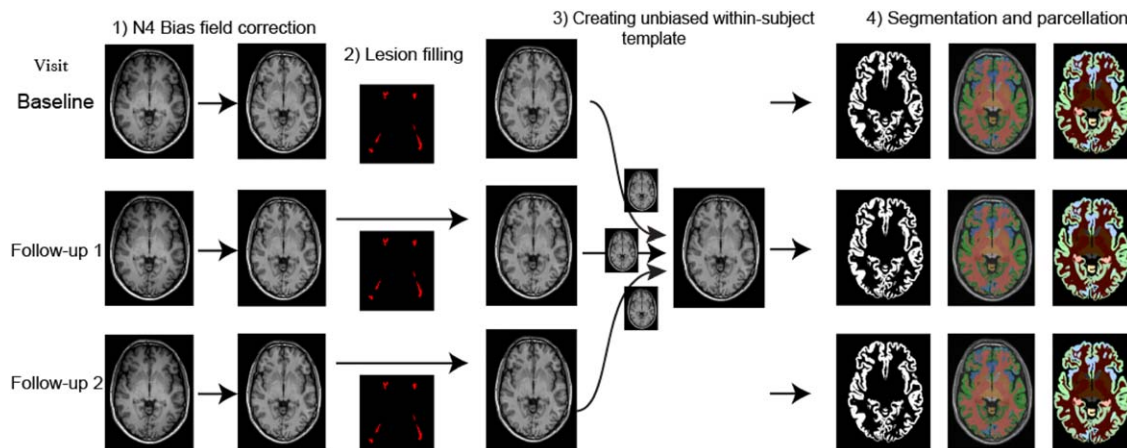 1) N4 Bias field correction
2) Lesion filling
3) Creating unbiased within-subject
template
4) Segmentation and parcellation
Visit
Baseline
Follow-up 1
Follow-up 2